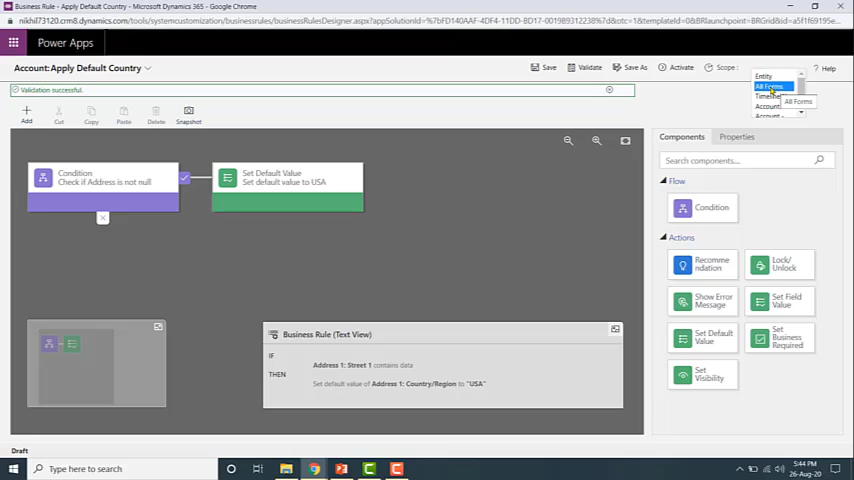 Business Rule - Apply Default Country - Microsoft Dynamics 365 - Google Chrome
Power Apps
Account:Apply Default Country
Save
Validate
Save As
Activate
Scope :
Entity
All Forms
All Forms
Help
Validation successful.
Add
Cut
Copy
Paste
Delete
Snapshot
Components
Properties
Search components....
Flow
Condition
Actions
Recomme
ndation
Lock/
Unlock
Show Error
Message
Set Field
Value
Set Default
Value
Set
Business
Required
Set
Visibility
Condition
Check if Address is not null
Set Default Value
Set default value to USA
Business Rule (Text View)
IF
Address 1: Street 1 contains data
THEN
Set default value of Address 1: Country/Region to "USA"
Draft
Type here to search
5:44 PM
26-Aug-20